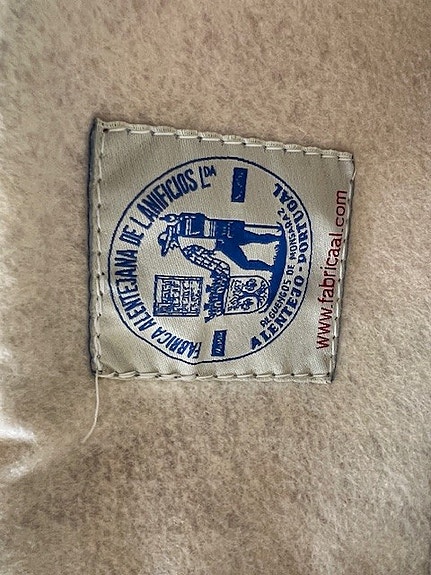 FABRICA ALENTEJANA DE LANIFICIOS Lᴰᴬ
REGUENGOS DE MONSARAZ
ALENTEJO - PORTUGAL
www.fabricaal.com